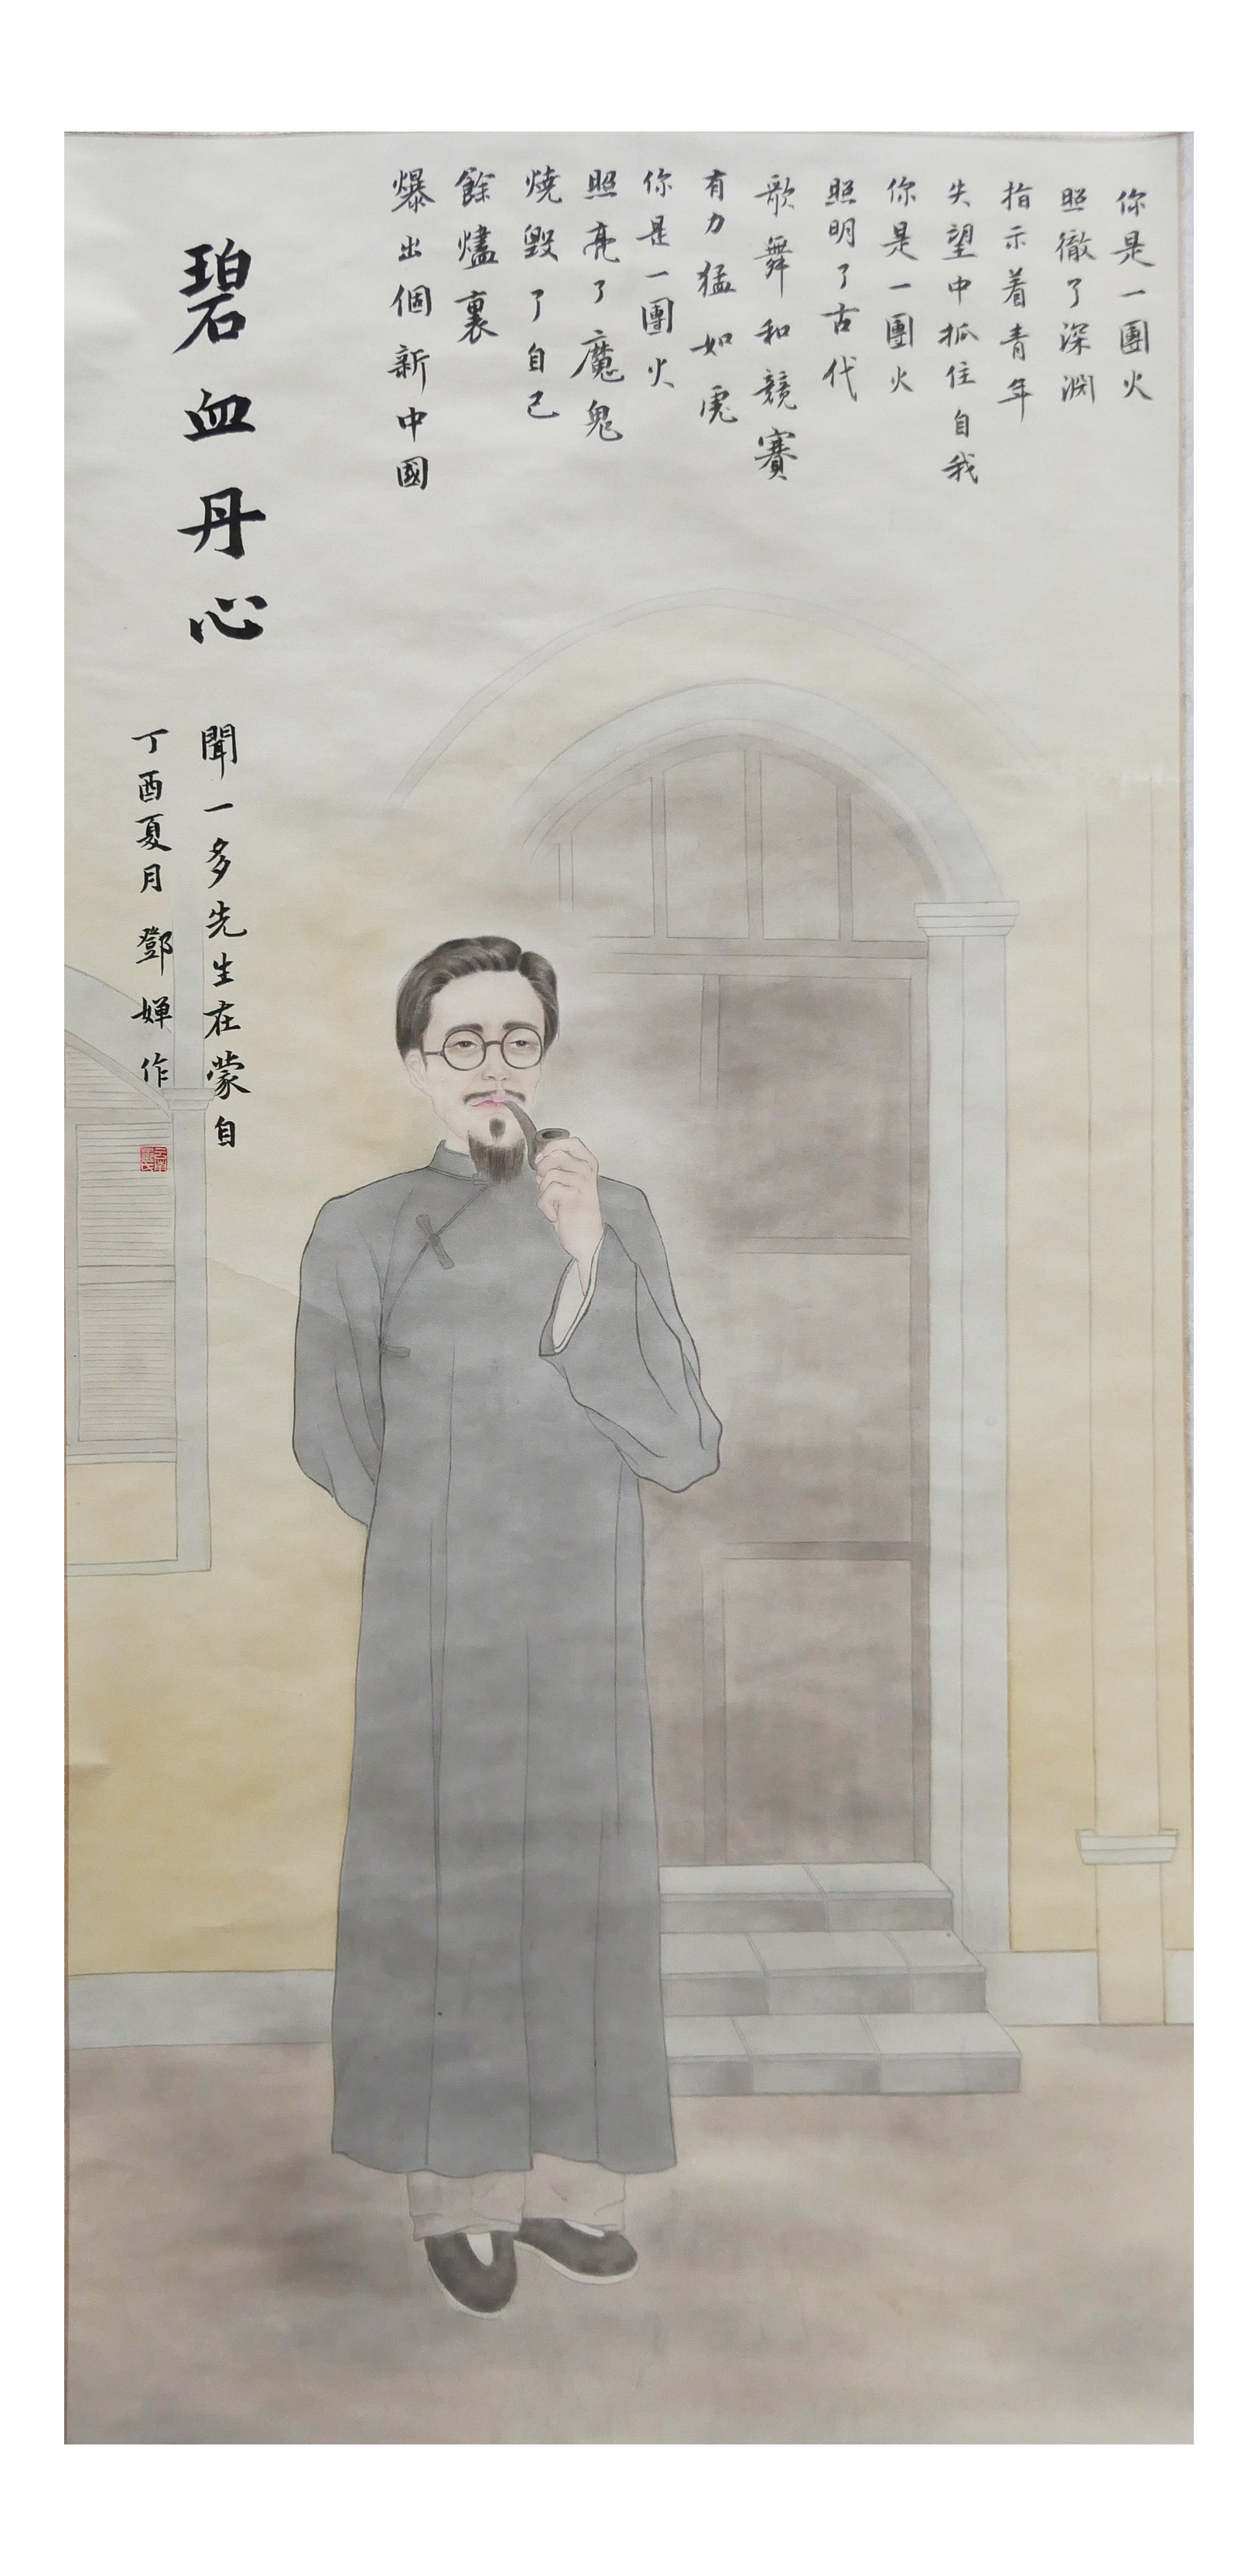 你是一團火
照徹了深淵
指示着青年
失望中抓住自我
你是一團火
照明了古代
歌舞和競賽
有力猛如虎
你是一團火
照亮了魔鬼
燒毀了自己
餘燼裏
爆出個新中國
碧血丹心
聞一多先生在蒙自
丁酉夏月 鄧嬋作